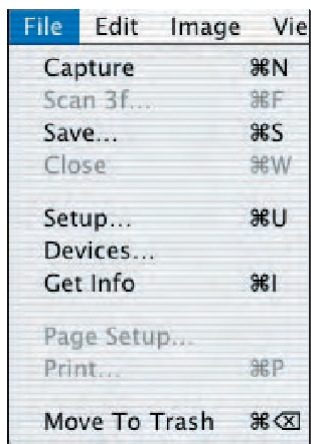 File Edit Image Vie
Capture ⌘N
Scan 3f... ⌘F
Save... ⌘S
Close ⌘W
Setup... ⌘U
Devices...
Get Info ⌘I
Page Setup...
Print... ⌘P
Move To Trash ⌘⌫